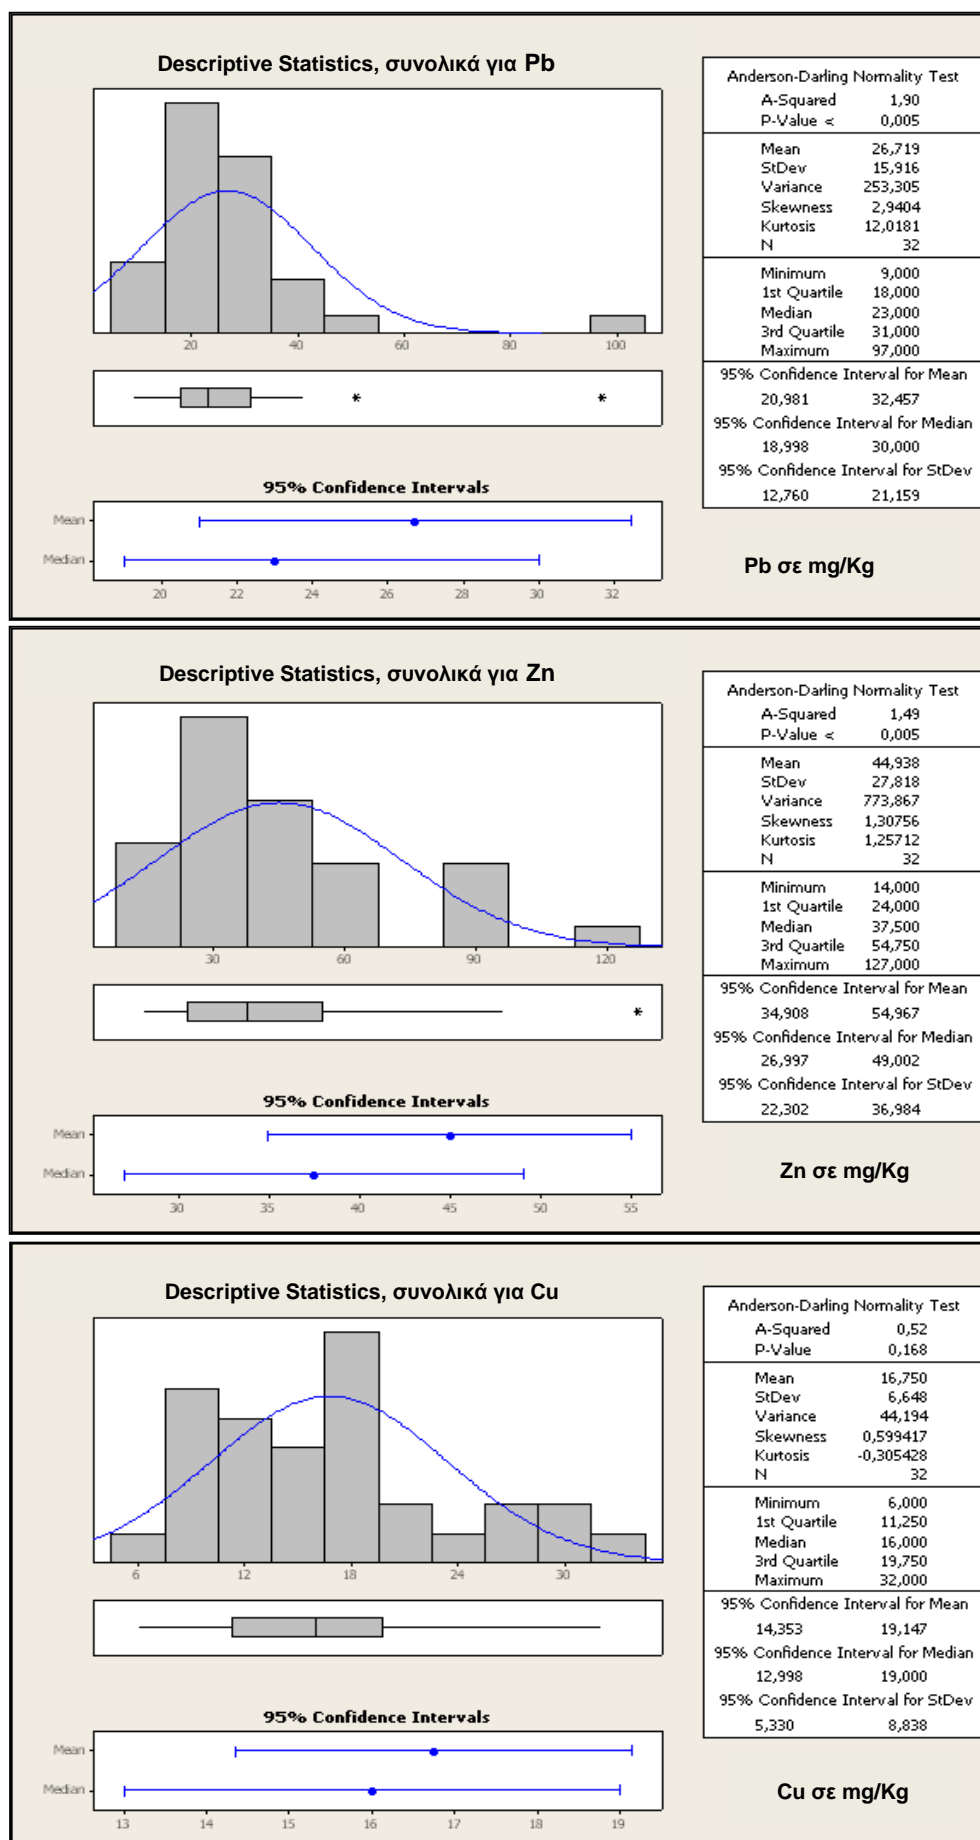 Descriptive Statistics, συνολικά για Pb
20 40 60 80 100
95% Confidence Intervals
Mean
Median
20 22 24 26 28 30 32
Anderson-Darling Normality Test
A-Squared 1,90
P-Value < 0,005
Mean 26,719
StDev 15,916
Variance 253,305
Skewness 2,9404
Kurtosis 12,0181
N 32
Minimum 9,000
1st Quartile 18,000
Median 23,000
3rd Quartile 31,000
Maximum 97,000
95% Confidence Interval for Mean
20,981 32,457
95% Confidence Interval for Median
18,998 30,000
95% Confidence Interval for StDev
12,760 21,159
Pb σε mg/Kg
Descriptive Statistics, συνολικά για Zn
30 60 90 120
95% Confidence Intervals
Mean
Median
30 35 40 45 50 55
Anderson-Darling Normality Test
A-Squared 1,49
P-Value < 0,005
Mean 44,938
StDev 27,818
Variance 773,867
Skewness 1,30756
Kurtosis 1,25712
N 32
Minimum 14,000
1st Quartile 24,000
Median 37,500
3rd Quartile 54,750
Maximum 127,000
95% Confidence Interval for Mean
34,908 54,967
95% Confidence Interval for Median
26,997 49,002
95% Confidence Interval for StDev
22,302 36,984
Zn σε mg/Kg
Descriptive Statistics, συνολικά για Cu
6 12 18 24 30
95% Confidence Intervals
Mean
Median
13 14 15 16 17 18 19
Anderson-Darling Normality Test
A-Squared 0,52
P-Value 0,168
Mean 16,750
StDev 6,648
Variance 44,194
Skewness 0,599417
Kurtosis -0,305428
N 32
Minimum 6,000
1st Quartile 11,250
Median 16,000
3rd Quartile 19,750
Maximum 32,000
95% Confidence Interval for Mean
14,353 19,147
95% Confidence Interval for Median
12,998 19,000
95% Confidence Interval for StDev
5,330 8,838
Cu σε mg/Kg